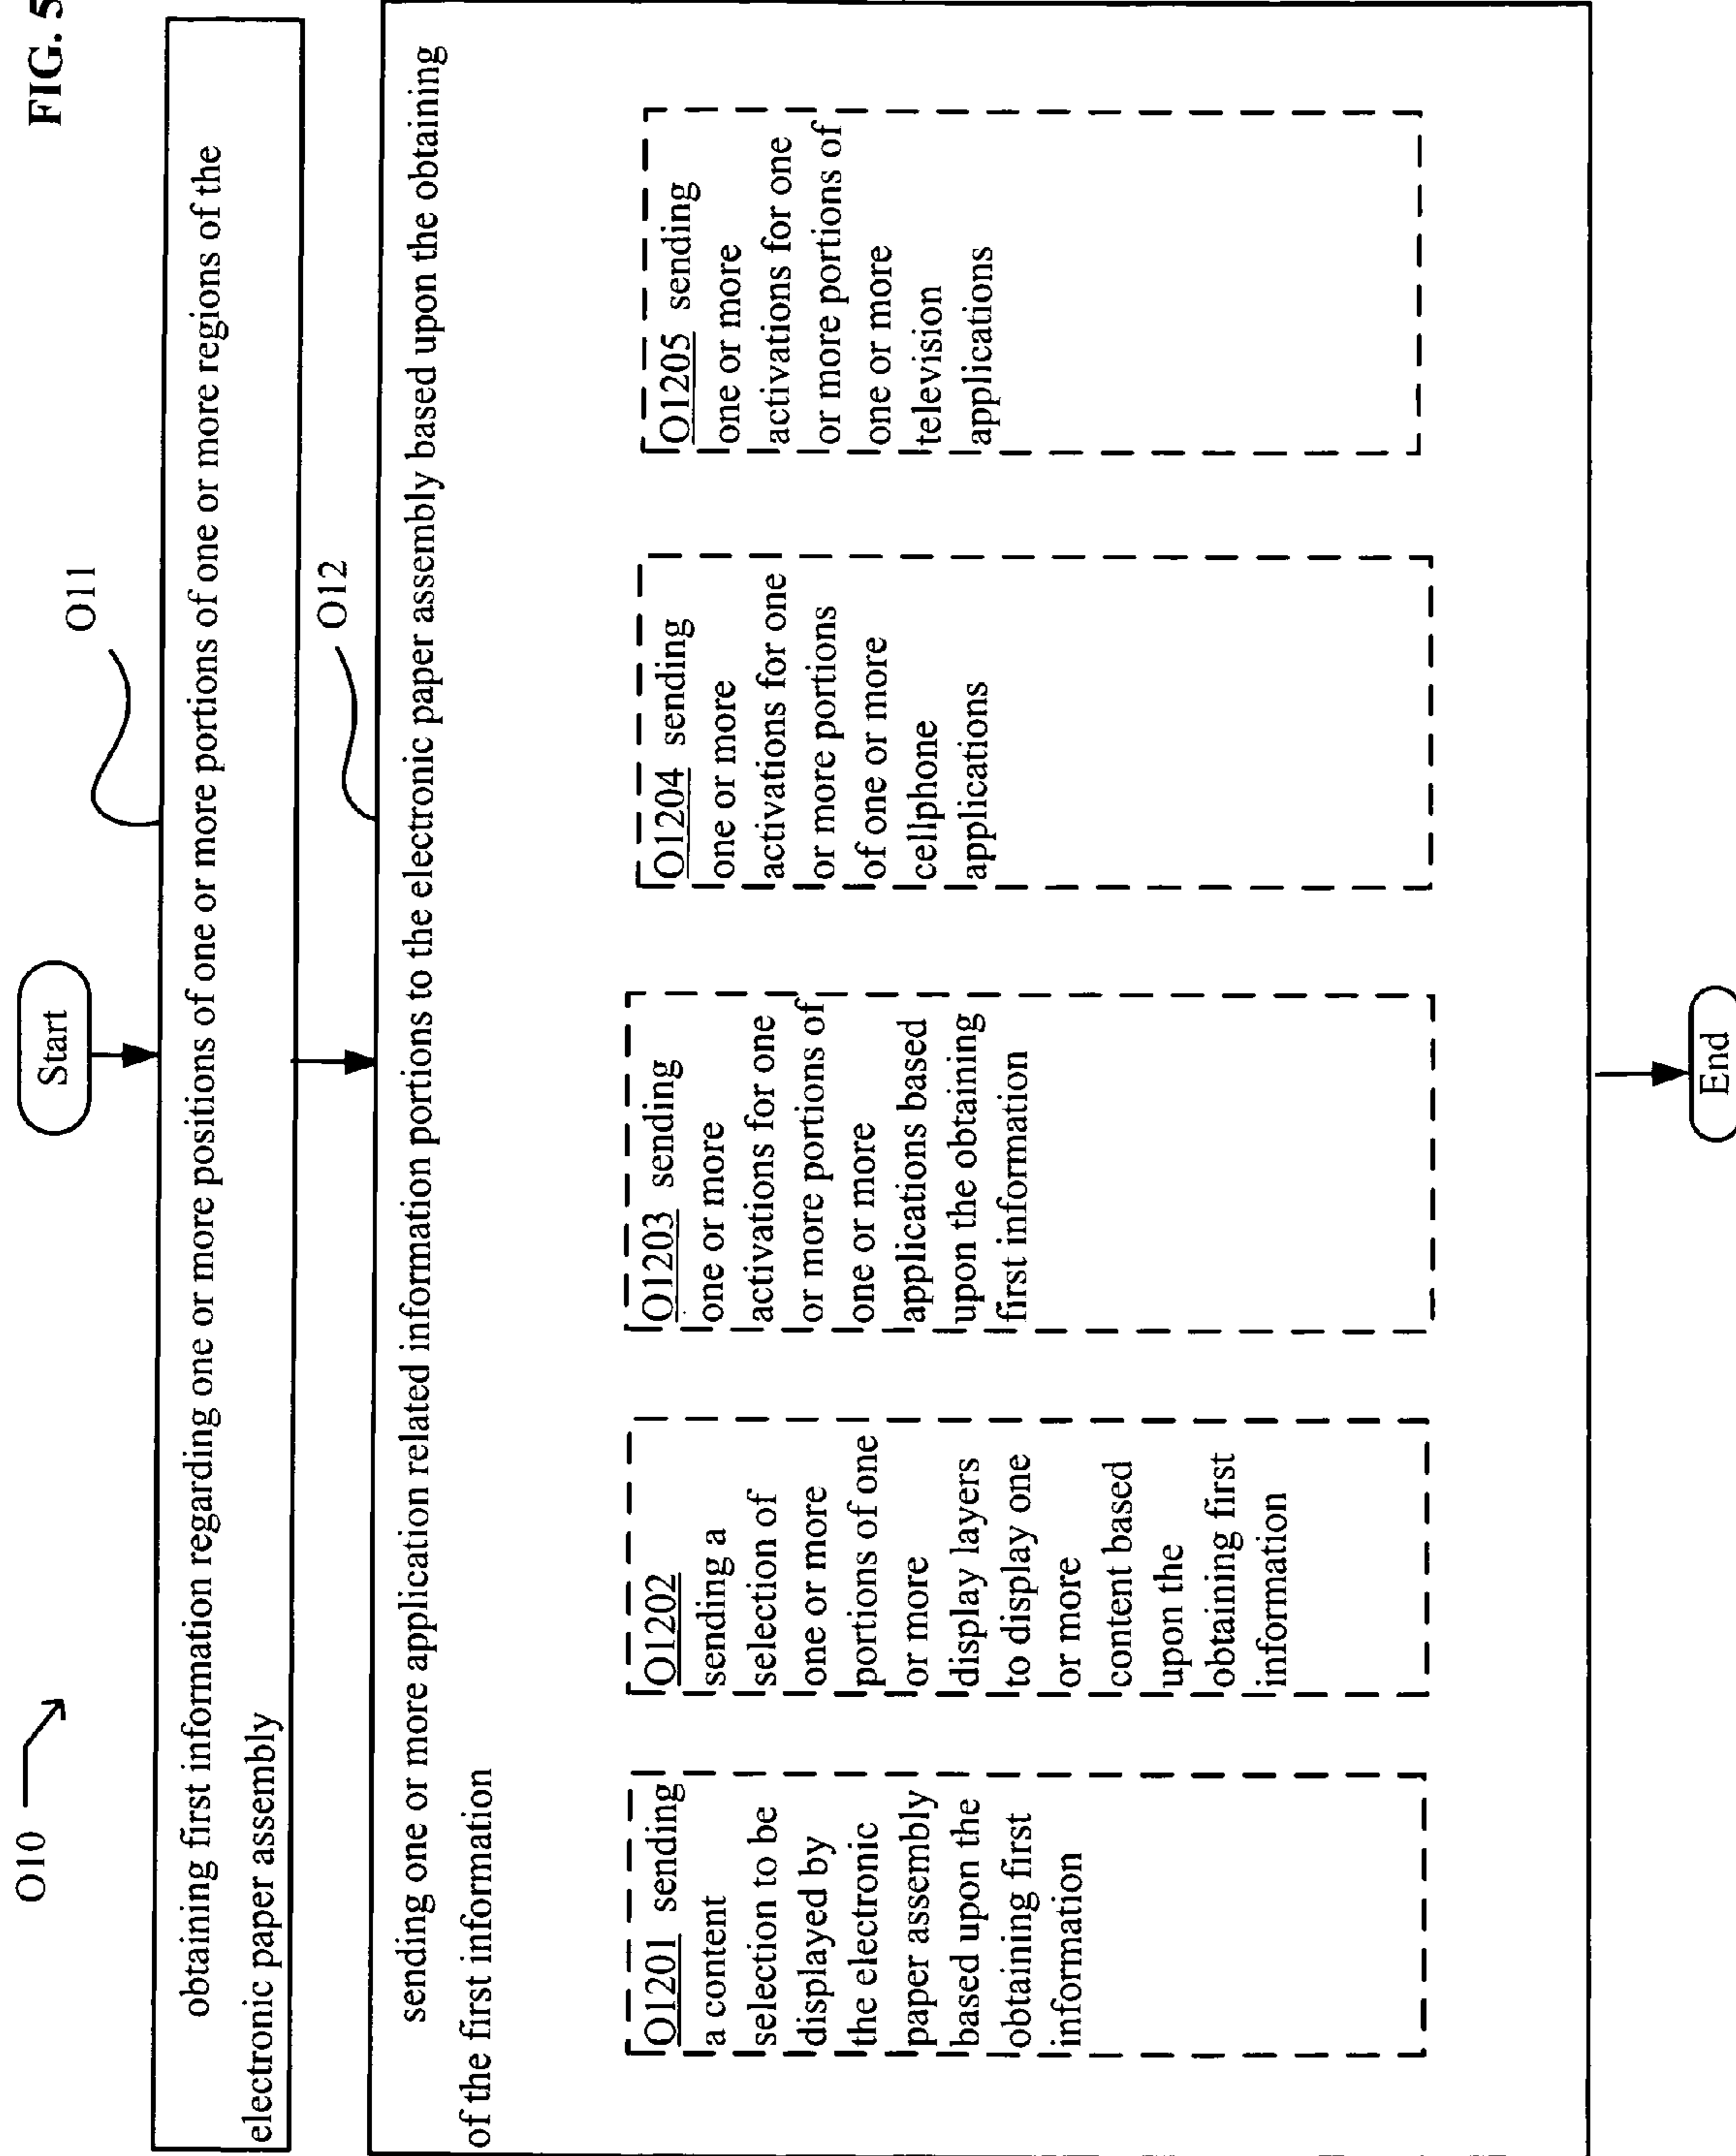 FIG. 5
O10
Start
O11
obtaining first information regarding one or more positions of one or more portions of one or more regions of the
electronic paper assembly
O12
sending one or more application related information portions to the electronic paper assembly based upon the obtaining
of the first information
O1201 sending
a content
selection to be
displayed by
the electronic
paper assembly
based upon the
obtaining first
information
O1202
sending a
selection of
one or more
portions of one
or more
display layers
to display one
or more
content based
upon the
obtaining first
information
O1203 sending
one or more
activations for one
or more portions of
one or more
applications based
upon the obtaining
first information
O1204 sending
one or more
activations for one
or more portions
of one or more
cellphone
applications
O1205 sending
one or more
activations for one
or more portions of
one or more
television
applications
End